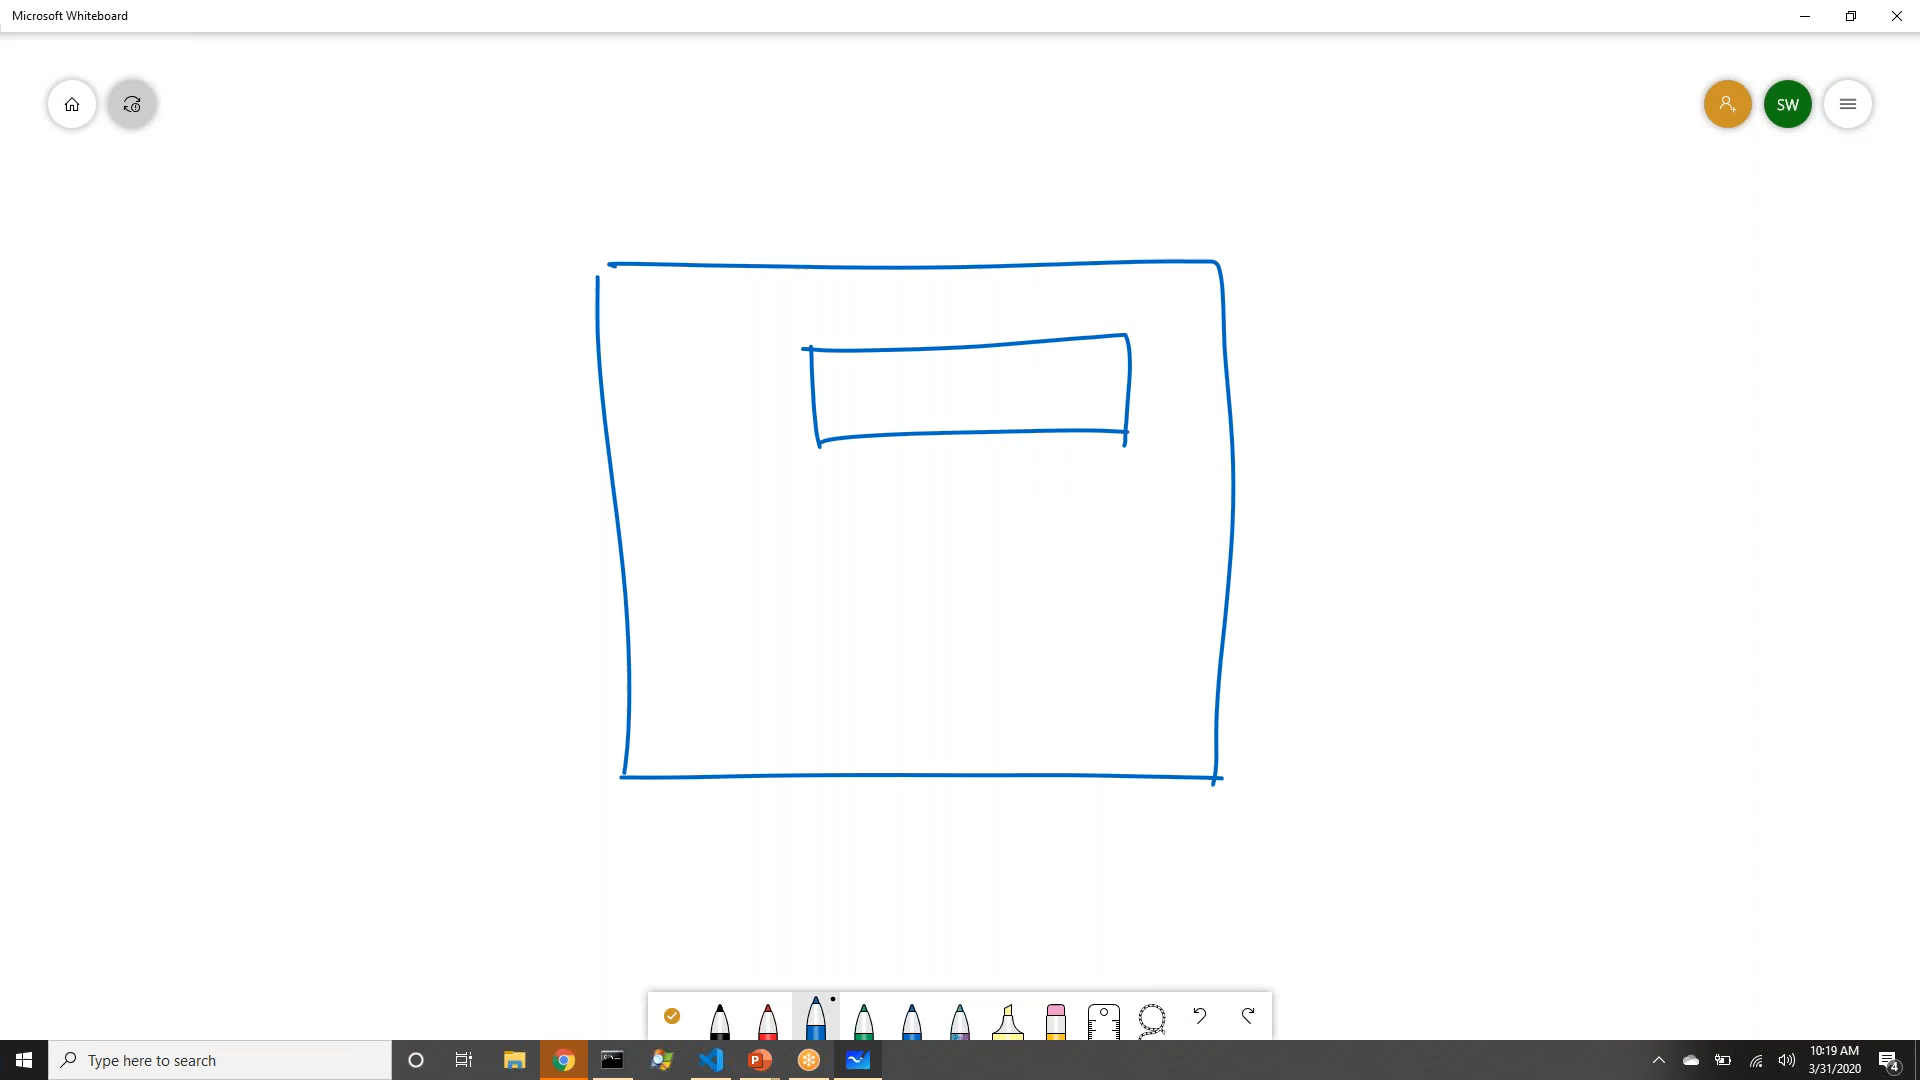 Microsoft Whiteboard
SW
Type here to search
10:19 AM
3/31/2020
4